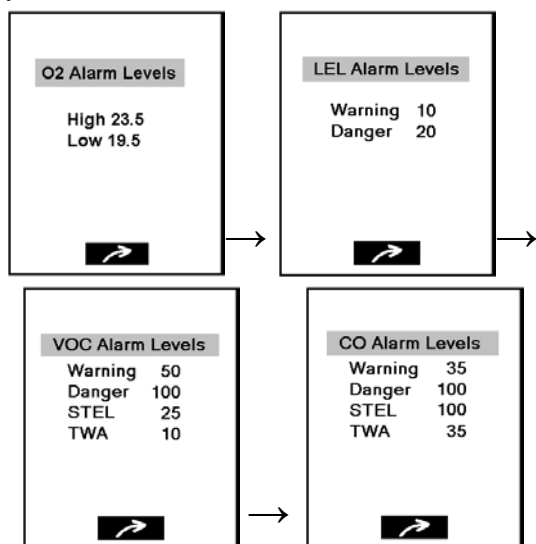 O2 Alarm Levels
High 23.5
Low 19.5
LEL Alarm Levels
Warning 10
Danger 20
VOC Alarm Levels
Warning 50
Danger 100
STEL 25
TWA 10
CO Alarm Levels
Warning 35
Danger 100
STEL 100
TWA 35